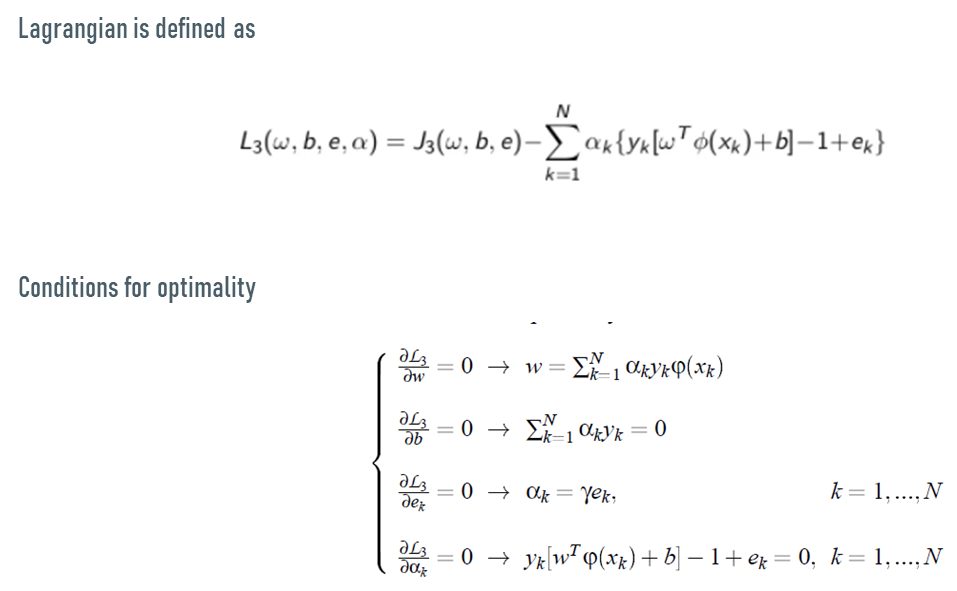 Lagrangian is defined as
L₃(ω, b, e, α) = J₃(ω, b, e) − ∑_{k=1}^{N} αₖ{yₖ[ω^T ϕ(xₖ)+b]−1+eₖ}
Conditions for optimality
∂L₃/∂w = 0 → w = ∑_{k=1}^{N} αₖyₖφ(xₖ)
∂L₃/∂b = 0 → ∑_{k=1}^{N} αₖyₖ = 0
∂L₃/∂eₖ = 0 → αₖ = γeₖ, k = 1,...,N
∂L₃/∂αₖ = 0 → yₖ[w^T φ(xₖ) + b] − 1 + eₖ = 0, k = 1,...,N